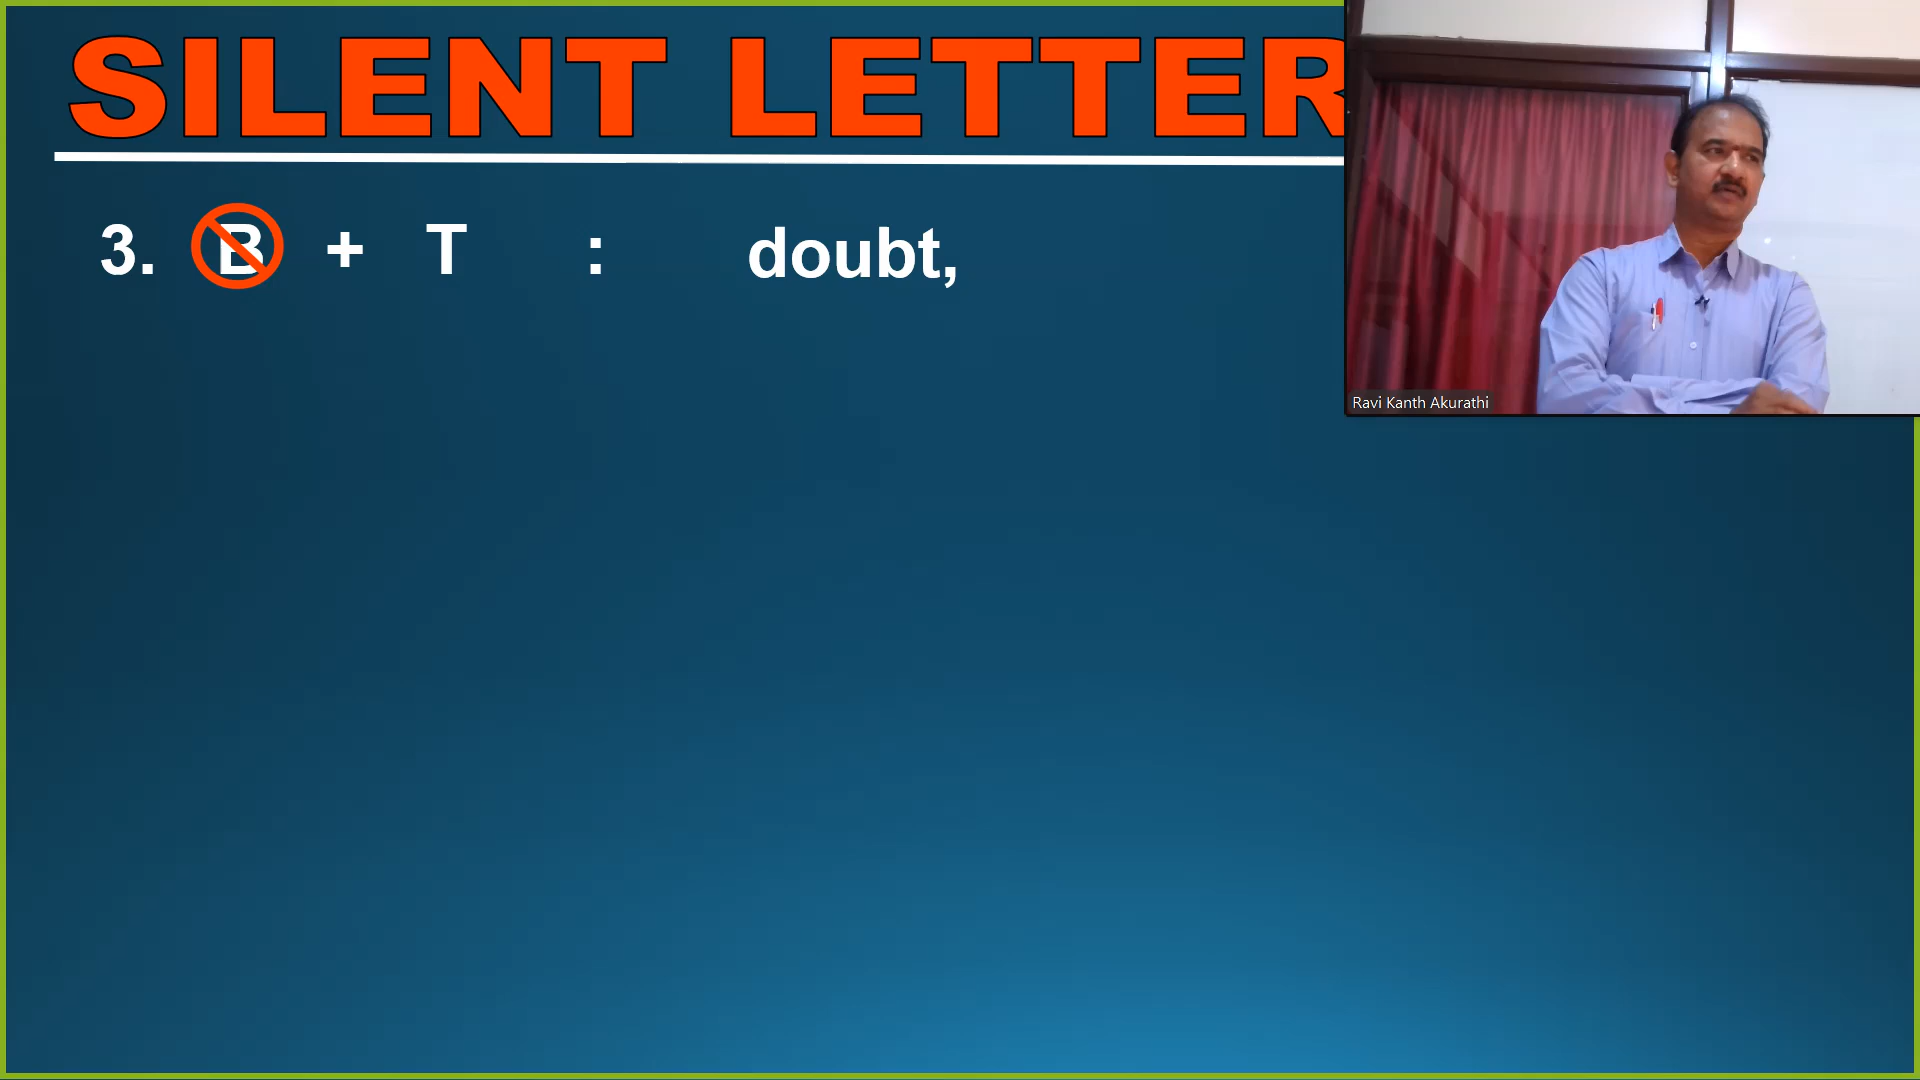 SILENT LETTER
3. B + T : doubt,
Ravi Kanth Akurathi